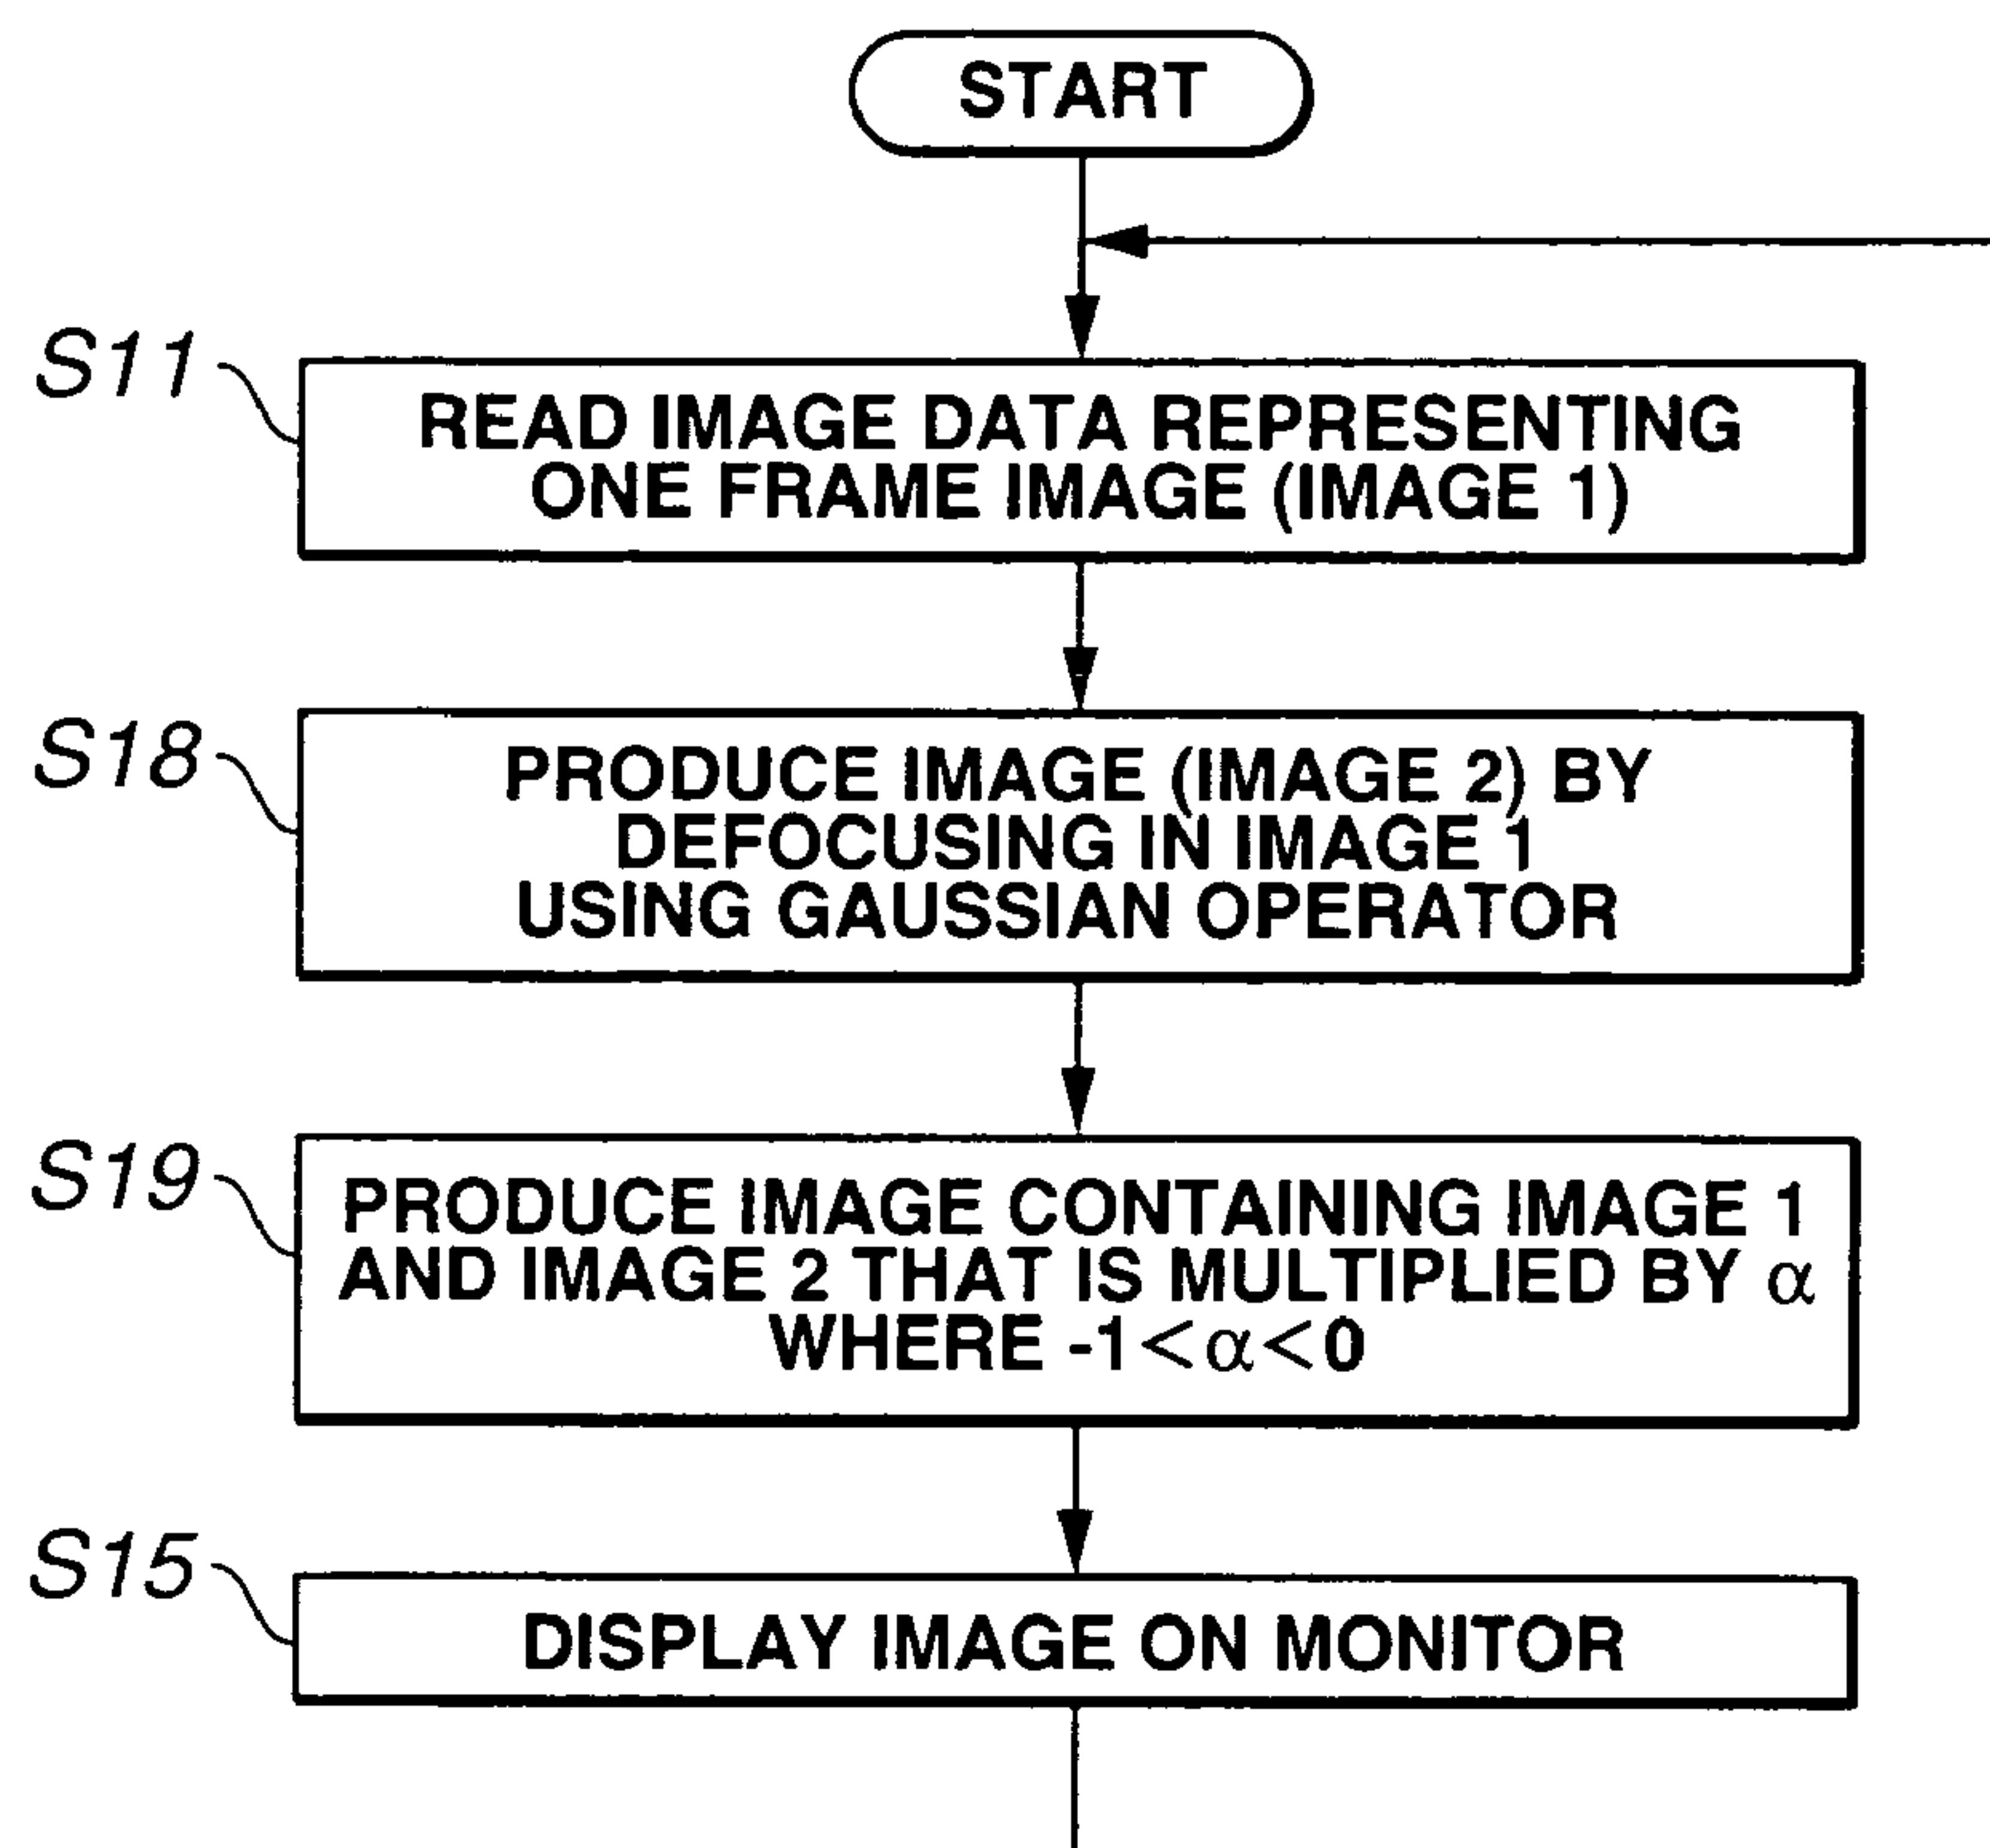 START
S11
READ IMAGE DATA REPRESENTING
ONE FRAME IMAGE (IMAGE 1)
S18
PRODUCE IMAGE (IMAGE 2) BY
DEFOCUSING IN IMAGE 1
USING GAUSSIAN OPERATOR
S19
PRODUCE IMAGE CONTAINING IMAGE 1
AND IMAGE 2 THAT IS MULTIPLIED BY α
WHERE -1<α<0
S15
DISPLAY IMAGE ON MONITOR